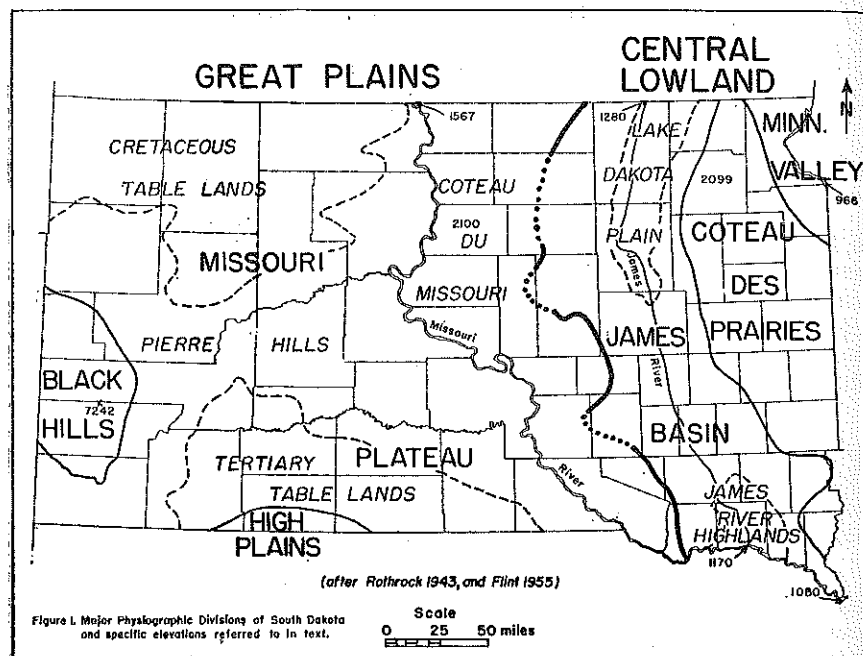 GREAT PLAINS
CENTRAL
LOWLAND
N
1567
1280
LAKE
MINN.
CRETACEOUS
TABLE LANDS
COTEAU
DAKOTA
2099
VALLEY
966
2100
DU
PLAIN
COTEAU
MISSOURI
James
DES
MISSOURI
PIERRE
HILLS
Missouri
JAMES
PRAIRIES
River
BLACK
7242
HILLS
BASIN
TERTIARY
PLATEAU
TABLE LANDS
River
JAMES
HIGH
PLAINS
RIVER
HIGHLANDS
1170
1080
(after Rothrock 1943, and Flint 1955)
Figure 1. Major Physiographic Divisions of South Dakota
and specific elevations referred to in text.
Scale
0 25 50 miles